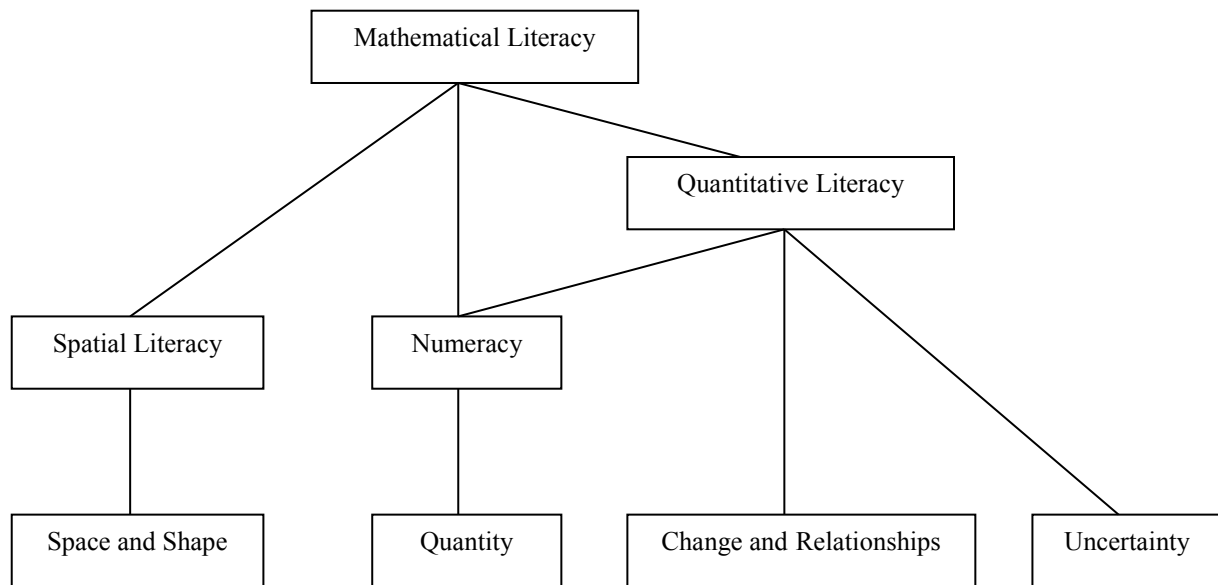 Mathematical Literacy
Quantitative Literacy
Spatial Literacy
Numeracy
Space and Shape
Quantity
Change and Relationships
Uncertainty